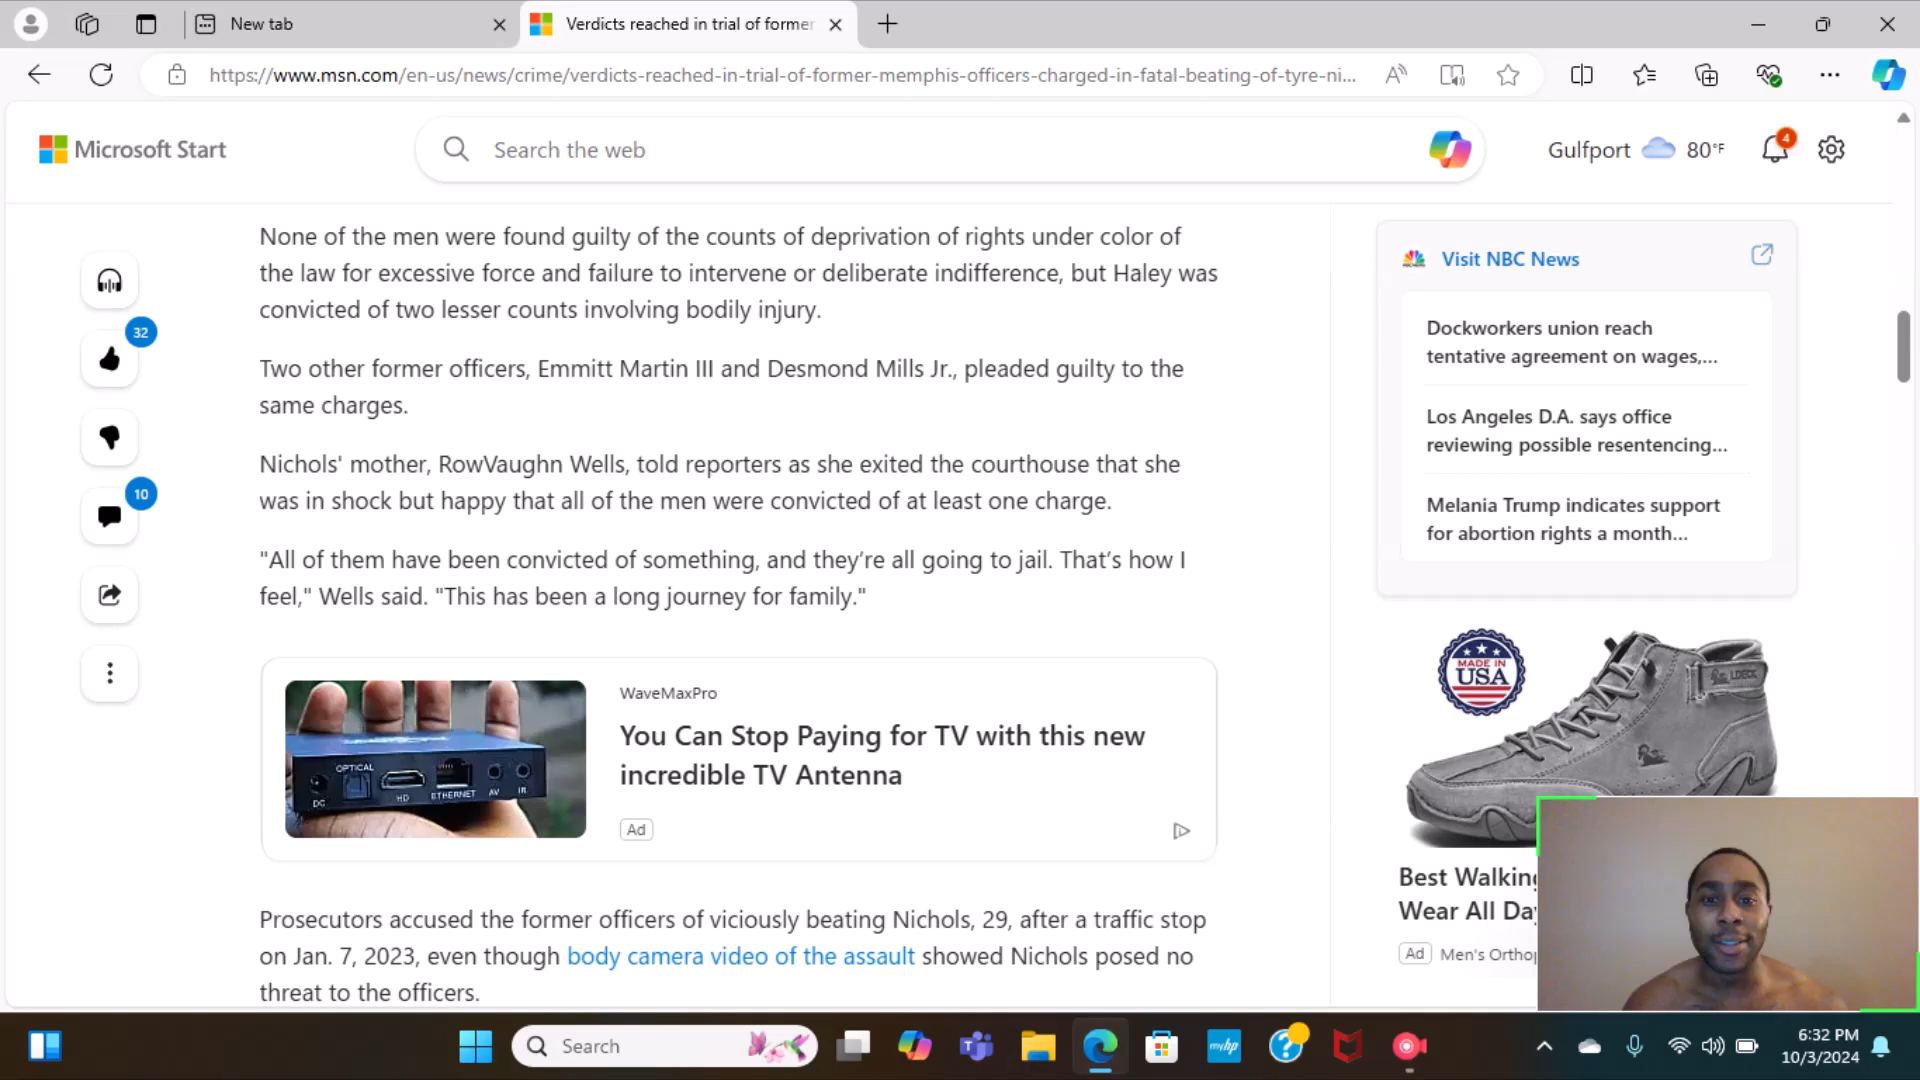 New tab
Verdicts reached in trial of former
https://www.msn.com/en-us/news/crime/verdicts-reached-in-trial-of-former-memphis-officers-charged-in-fatal-beating-of-tyre-ni...
Microsoft Start
Search the web
Gulfport 80°F
4
None of the men were found guilty of the counts of deprivation of rights under color of
the law for excessive force and failure to intervene or deliberate indifference, but Haley was
convicted of two lesser counts involving bodily injury.
32
Two other former officers, Emmitt Martin III and Desmond Mills Jr., pleaded guilty to the
same charges.
Nichols' mother, RowVaughn Wells, told reporters as she exited the courthouse that she
was in shock but happy that all of the men were convicted of at least one charge.
10
"All of them have been convicted of something, and they’re all going to jail. That’s how I
feel," Wells said. "This has been a long journey for family."
WaveMaxPro
You Can Stop Paying for TV with this new
incredible TV Antenna
Ad
OPTICAL
DC
HD
ETHERNET
AV
IR
Prosecutors accused the former officers of viciously beating Nichols, 29, after a traffic stop
on Jan. 7, 2023, even though body camera video of the assault showed Nichols posed no
threat to the officers.
Visit NBC News
Dockworkers union reach
tentative agreement on wages,...
Los Angeles D.A. says office
reviewing possible resentencing...
Melania Trump indicates support
for abortion rights a month...
MADE IN
USA
LDECK
Best Walkin
Wear All Da
Ad Men's Ortho
Search
myhp
6:32 PM
10/3/2024